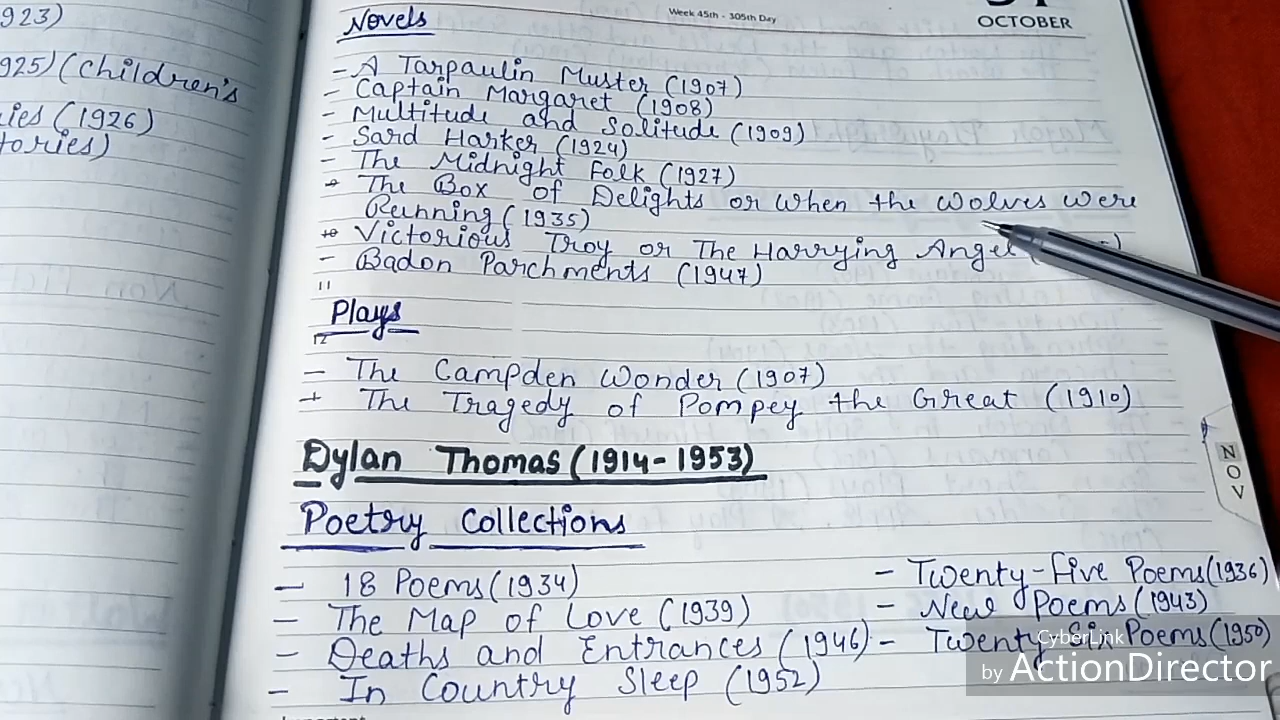 923)
925) (Children's
ies (1926)
tories)
Week 45th - 305th Day
OCTOBER
Novels
- A Tarpaulin Muster (1907)
- Captain Margaret (1908)
- Multitude and Solitude (1909)
- Sard Harker (1924)
- The Midnight Folk (1927)
- The Box of Delights or When the Wolves Were
Running (1935)
- Victorious Troy or The Harrying Angel (
- Badon Parchments (1947)
11
Plays
12
- The Campden Wonder (1907)
- The Tragedy of Pompey the Great (1910)
Dylan Thomas (1914-1953)
NOV
Poetry Collections
- 18 Poems (1934) - Twenty-five Poems (1936)
- The Map of Love (1939) - New Poems (1943)
- Deaths and Entrances (1946) - Twenty Six Poems (1950)
- In Country Sleep (1952)
CyberLink
by ActionDirector